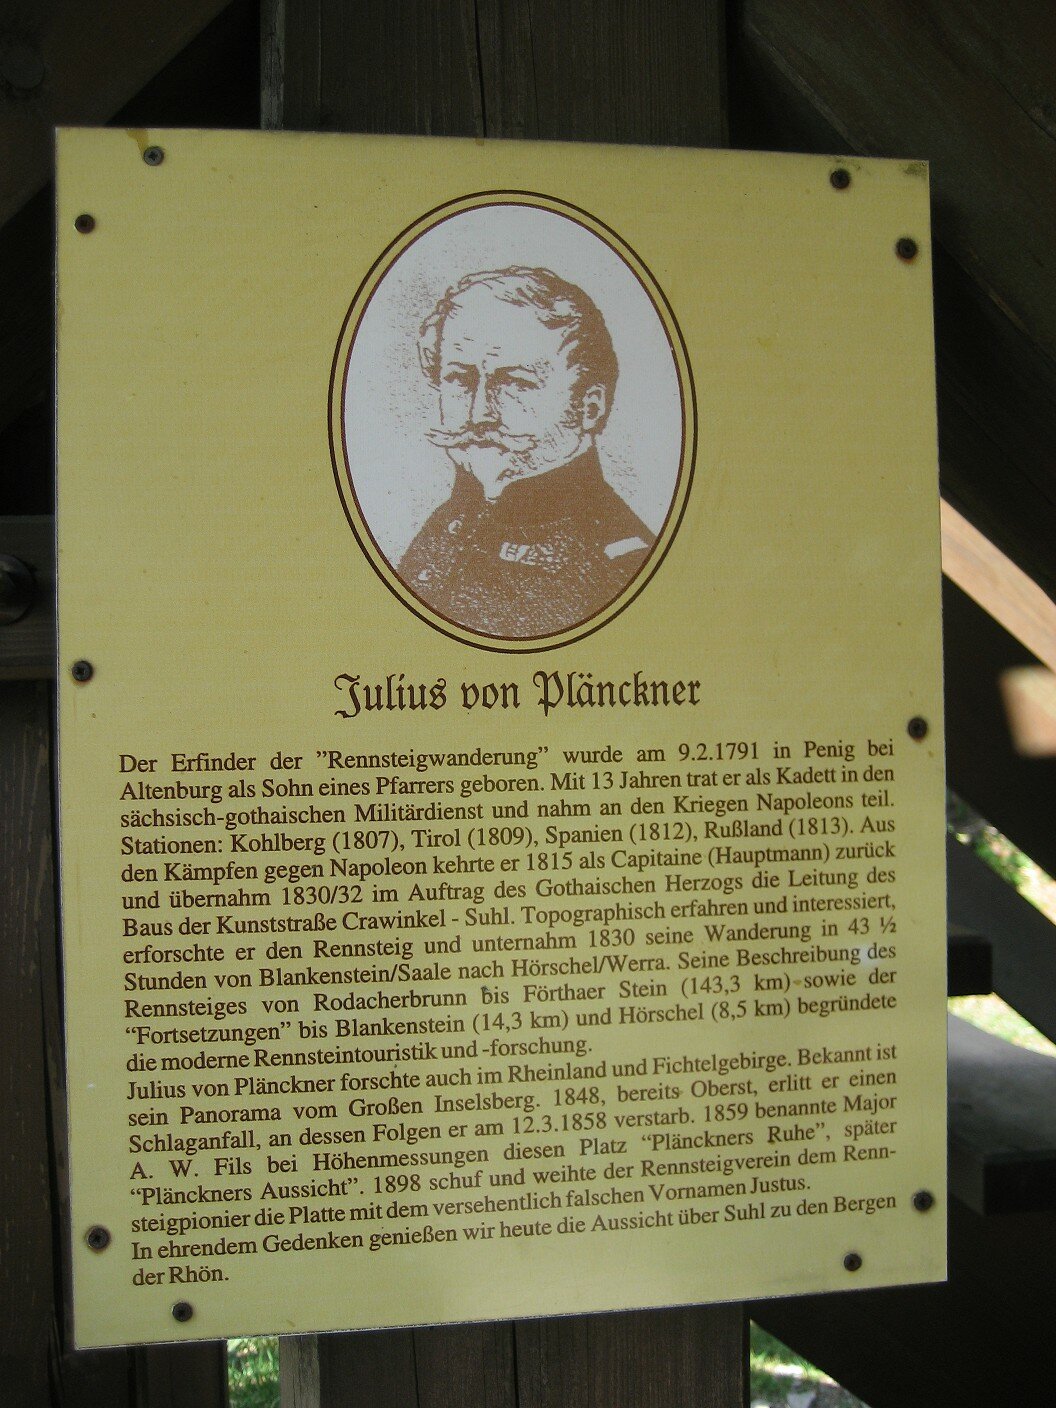 Julius von Plänckner
Der Erfinder der ”Rennsteigwanderung” wurde am 9.2.1791 in Penig bei
Altenburg als Sohn eines Pfarrers geboren. Mit 13 Jahren trat er als Kadett in den
sächsisch-gothaischen Militärdienst und nahm an den Kriegen Napoleons teil.
Stationen: Kohlberg (1807), Tirol (1809), Spanien (1812), Rußland (1813). Aus
den Kämpfen gegen Napoleon kehrte er 1815 als Capitaine (Hauptmann) zurück
und übernahm 1830/32 im Auftrag des Gothaischen Herzogs die Leitung des
Baus der Kunststraße Crawinkel - Suhl. Topographisch erfahren und interessiert,
erforschte er den Rennsteig und unternahm 1830 seine Wanderung in 43 ½
Stunden von Blankenstein/Saale nach Hörschel/Werra. Seine Beschreibung des
Rennsteiges von Rodacherbrunn bis Förthaer Stein (143,3 km) sowie der
“Fortsetzungen” bis Blankenstein (14,3 km) und Hörschel (8,5 km) begründete
die moderne Rennsteintouristik und -forschung.
Julius von Plänckner forschte auch im Rheinland und Fichtelgebirge. Bekannt ist
sein Panorama vom Großen Inselsberg. 1848, bereits Oberst, erlitt er einen
Schlaganfall, an dessen Folgen er am 12.3.1858 verstarb. 1859 benannte Major
A. W. Fils bei Höhenmessungen diesen Platz “Plänckners Ruhe”, später
“Plänckners Aussicht”. 1898 schuf und weihte der Rennsteigverein dem Renn-
steigpionier die Platte mit dem versehentlich falschen Vornamen Justus.
In ehrendem Gedenken genießen wir heute die Aussicht über Suhl zu den Bergen
der Rhön.